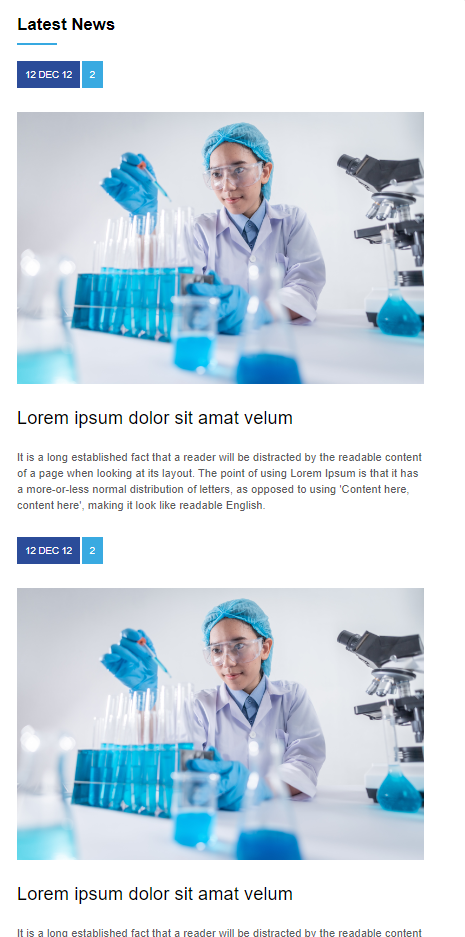 Latest News
12 DEC 12 2
Lorem ipsum dolor sit amat velum
It is a long established fact that a reader will be distracted by the readable content
of a page when looking at its layout. The point of using Lorem Ipsum is that it has
a more-or-less normal distribution of letters, as opposed to using 'Content here,
content here', making it look like readable English.
12 DEC 12 2
Lorem ipsum dolor sit amat velum
It is a long established fact that a reader will be distracted by the readable content